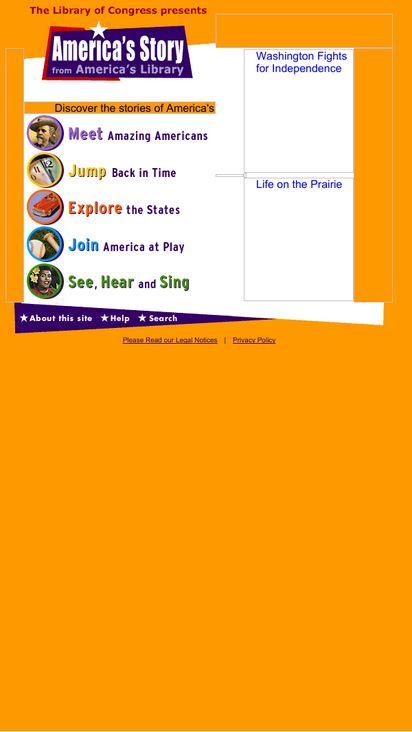 The Library of Congress presents
America's Story
from America's Library
Washington Fights
for Independence
Discover the stories of America's
Meet Amazing Americans
Jump Back in Time
Life on the Prairie
Explore the States
Join America at Play
See, Hear and Sing
About this site Help Search
Please Read our Legal Notices | Privacy Policy